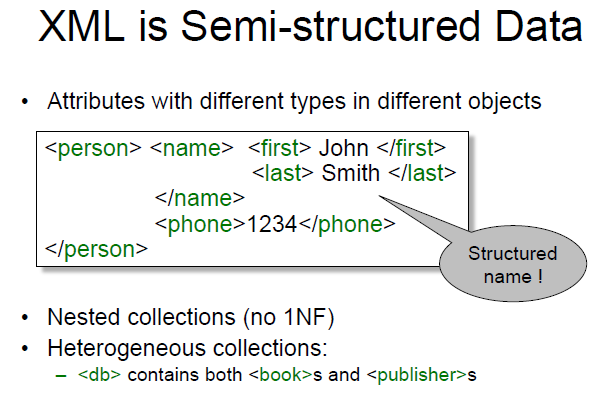 XML is Semi-structured Data
• Attributes with different types in different objects
<person> <name> <first> John </first>
<last> Smith </last>
</name>
<phone>1234</phone>
</person>
Structured
name !
• Nested collections (no 1NF)
• Heterogeneous collections:
– <db> contains both <book>s and <publisher>s